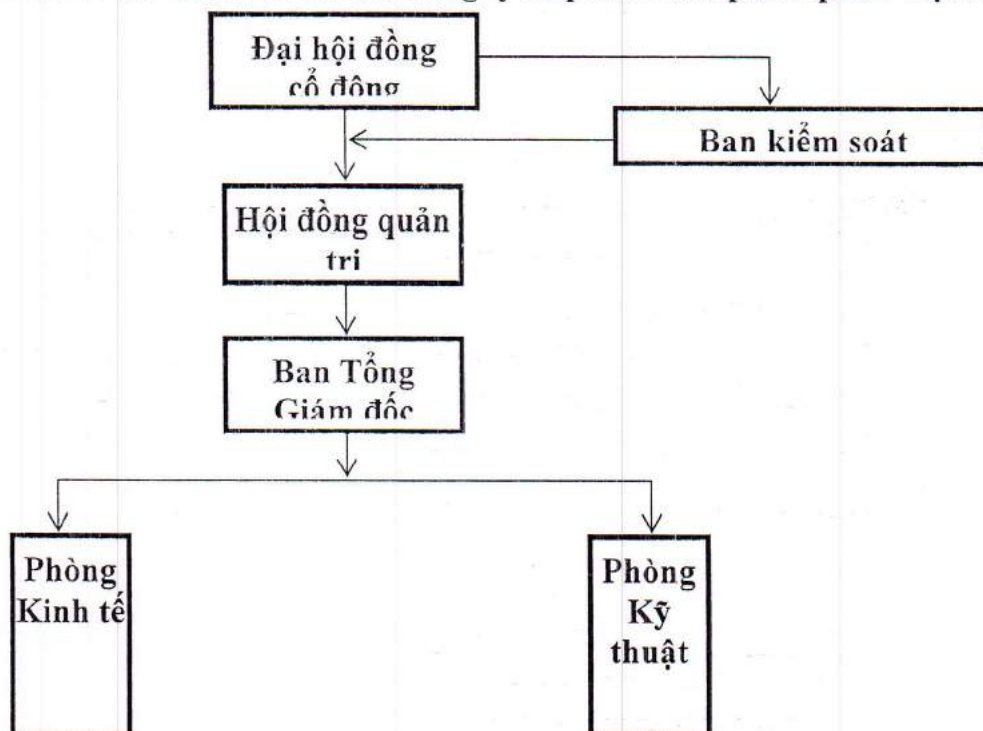 Đại hội đồng
cổ đông
Ban kiểm soát
Hội đồng quản
trị
Ban Tổng
Giám đốc
Phòng
Kinh tế
Phòng
Kỹ
thuật